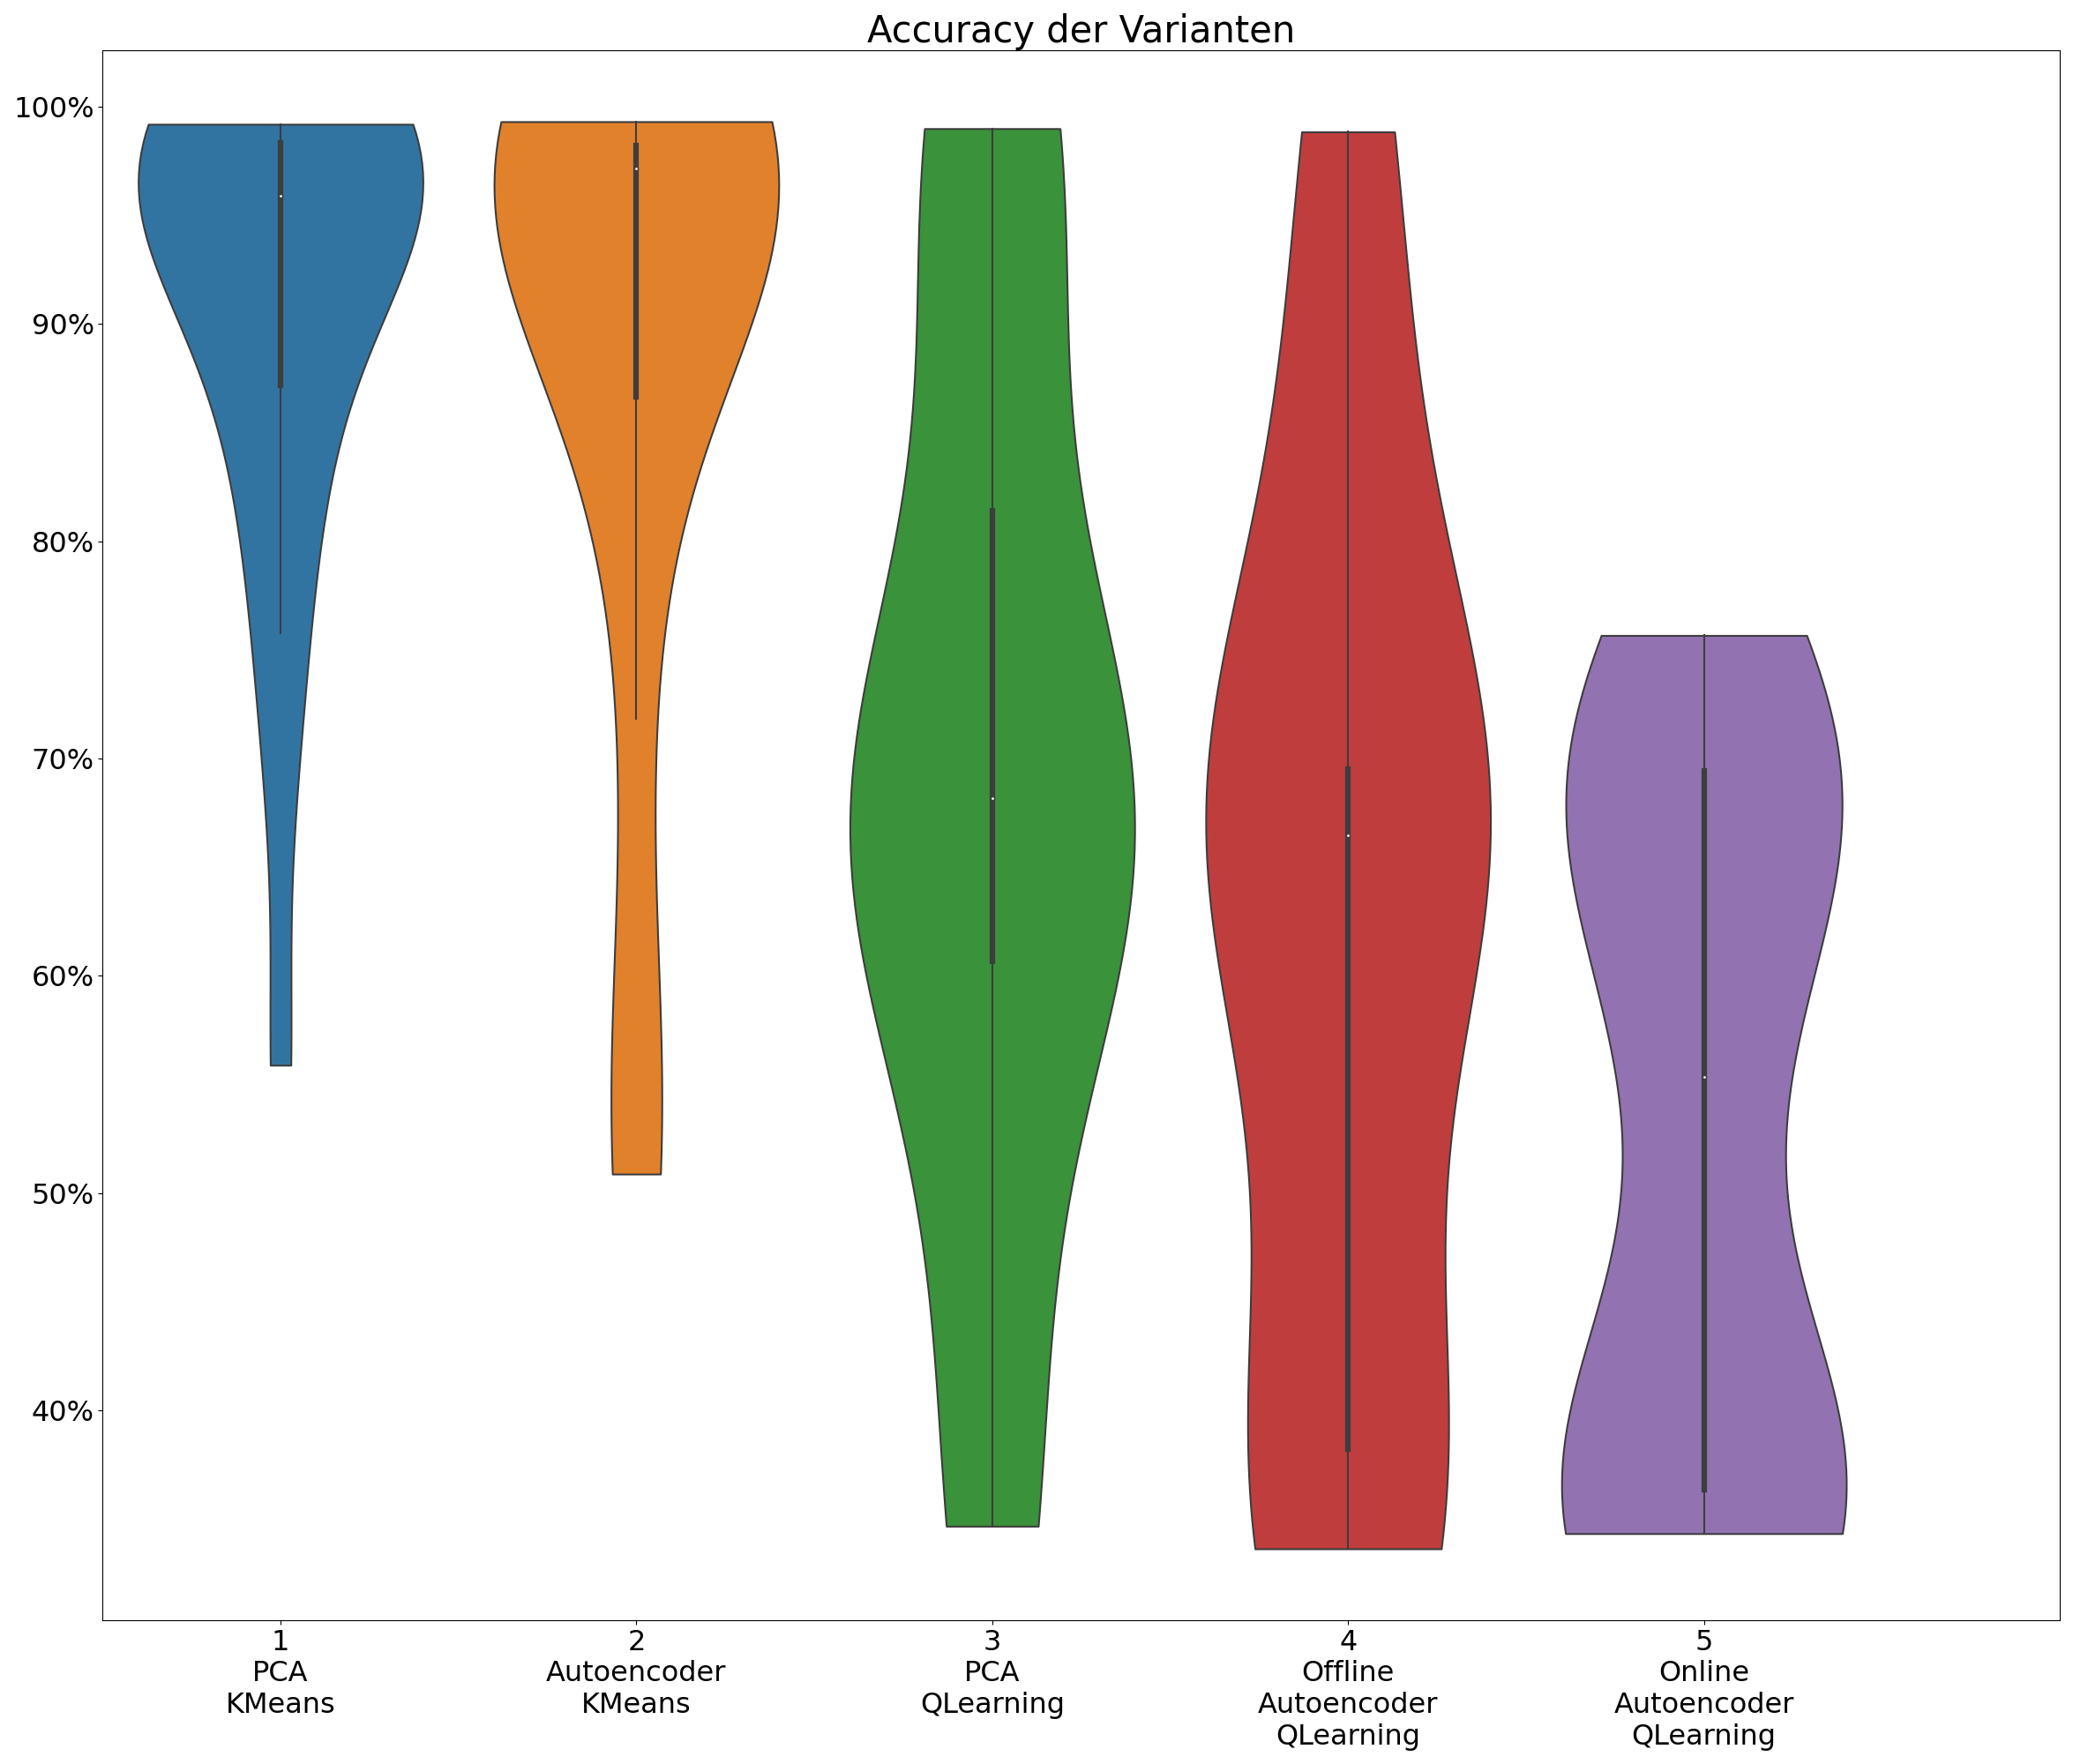 Accuracy der Varianten
100%
90%
80%
70%
60%
50%
40%
1
PCA
KMeans
2
Autoencoder
KMeans
3
PCA
QLearning
4
Offline
Autoencoder
QLearning
5
Online
Autoencoder
QLearning